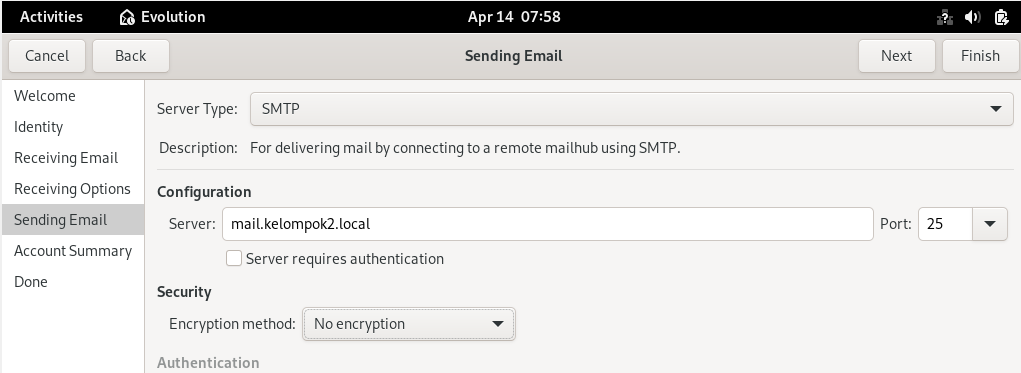 Activities Evolution Apr 14 07:58
Cancel Back Sending Email Next Finish
Welcome
Identity
Receiving Email
Receiving Options
Sending Email
Account Summary
Done
Server Type: SMTP
Description: For delivering mail by connecting to a remote mailhub using SMTP.
Configuration
Server: mail.kelompok2.local Port: 25
Server requires authentication
Security
Encryption method: No encryption
Authentication